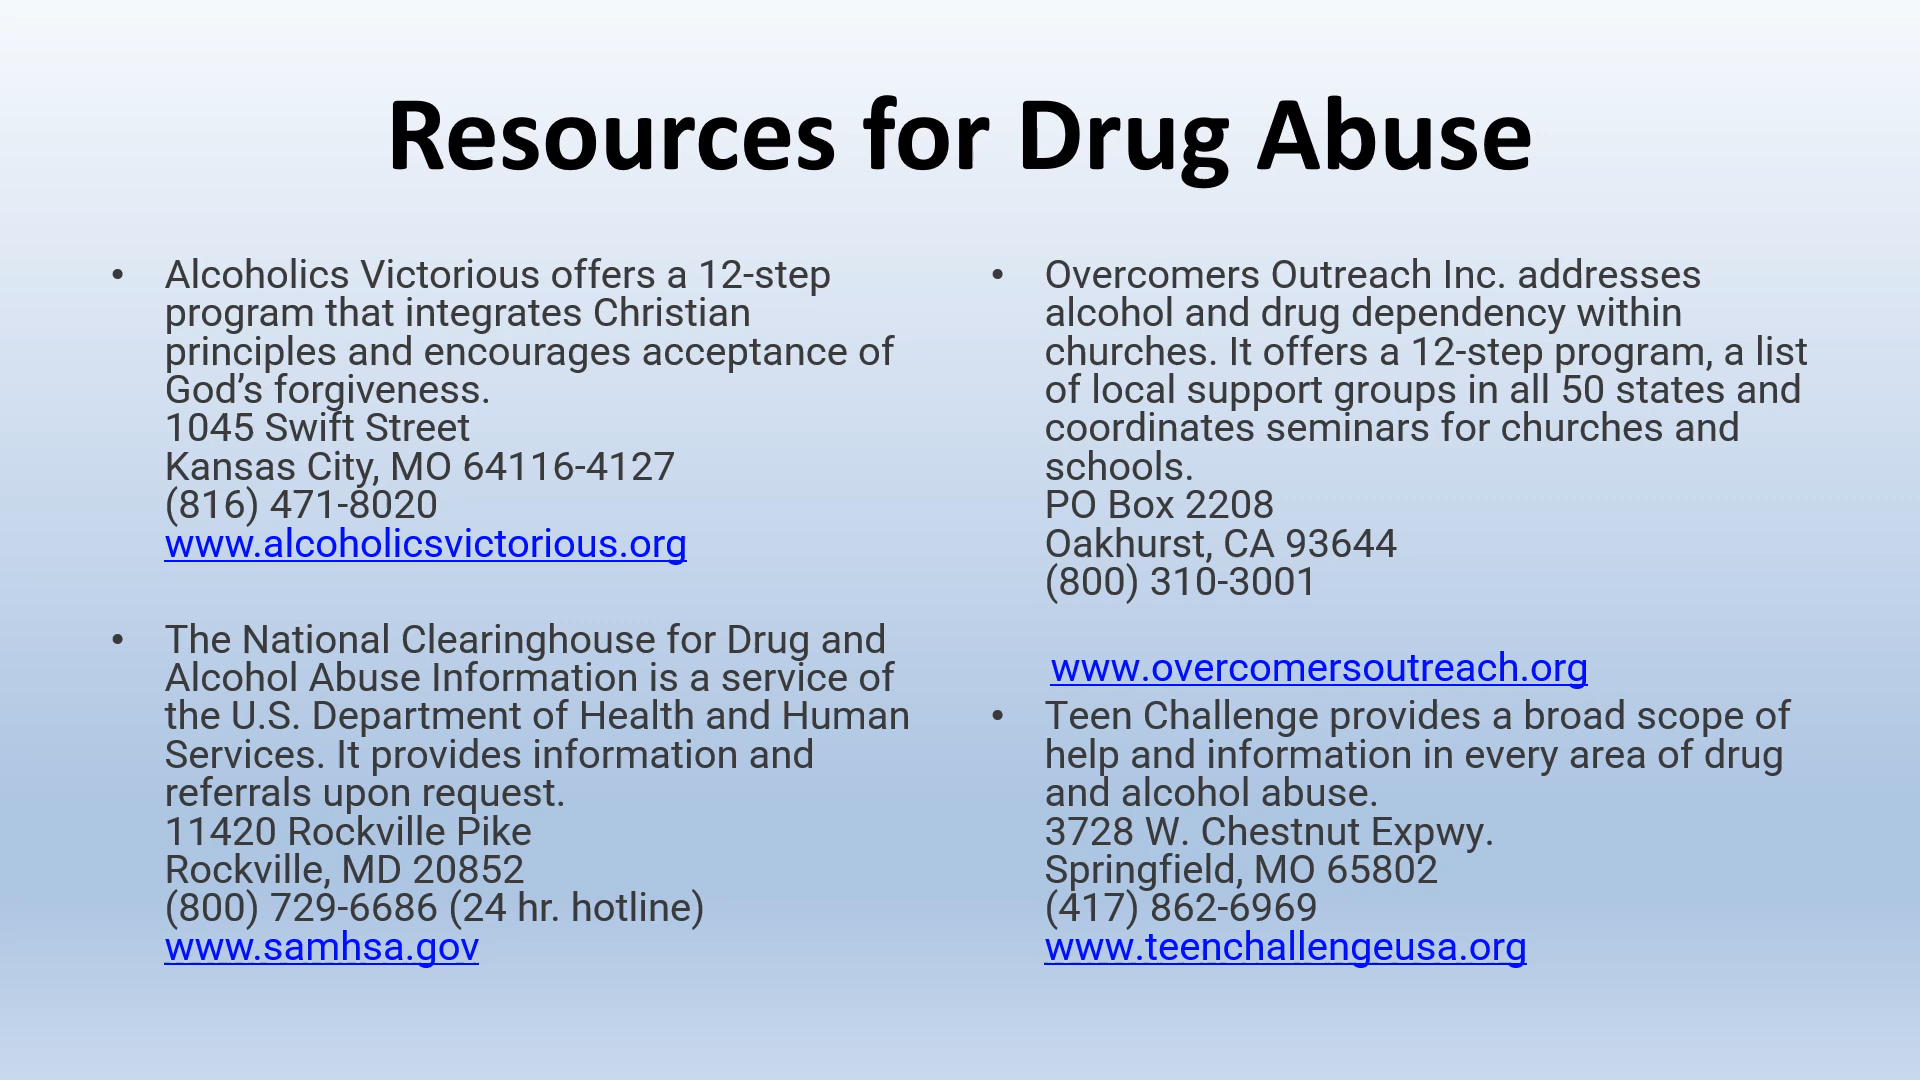 Resources for Drug Abuse
• Alcoholics Victorious offers a 12-step
program that integrates Christian
principles and encourages acceptance of
God’s forgiveness.
1045 Swift Street
Kansas City, MO 64116-4127
(816) 471-8020
www.alcoholicsvictorious.org
• The National Clearinghouse for Drug and
Alcohol Abuse Information is a service of
the U.S. Department of Health and Human
Services. It provides information and
referrals upon request.
11420 Rockville Pike
Rockville, MD 20852
(800) 729-6686 (24 hr. hotline)
www.samhsa.gov
• Overcomers Outreach Inc. addresses
alcohol and drug dependency within
churches. It offers a 12-step program, a list
of local support groups in all 50 states and
coordinates seminars for churches and
schools.
PO Box 2208
Oakhurst, CA 93644
(800) 310-3001
www.overcomersoutreach.org
• Teen Challenge provides a broad scope of
help and information in every area of drug
and alcohol abuse.
3728 W. Chestnut Expwy.
Springfield, MO 65802
(417) 862-6969
www.teenchallengeusa.org